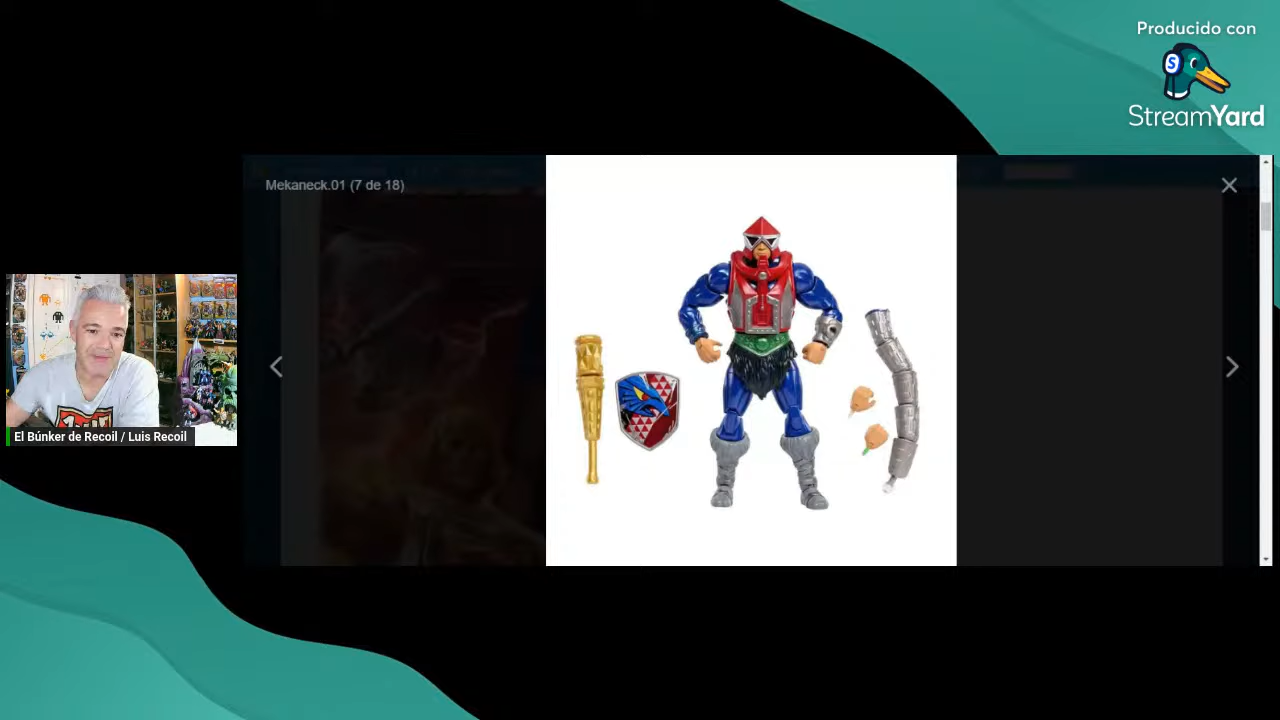 Producido con
StreamYard
Mekaneck.01 (7 de 18)
El Búnker de Recoil / Luis Recoil